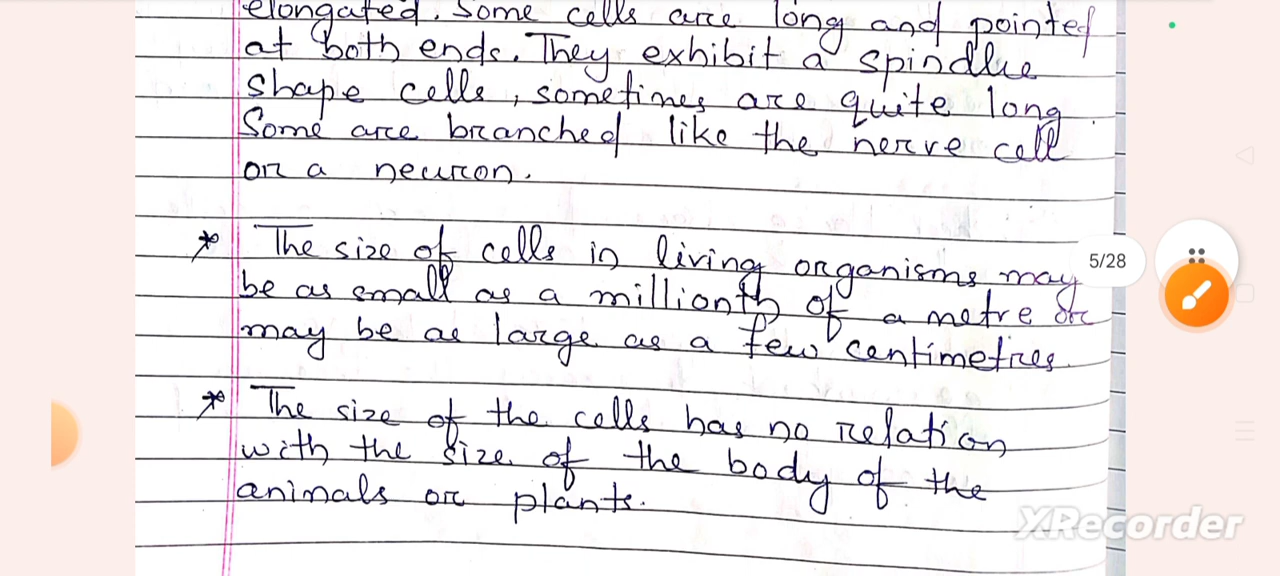 elongated. Some cells are long and pointed
at both ends. They exhibit a spindle
shape cells, sometimes are quite long.
Some are branched like the nerve cell
or a neuron.
* The size of cells in living organisms may
be as small as a millionth of a metre or
may be as large as a few centimetres.
* The size of the cells has no relation
with the size of the body of the
animals or plants.
5/28
XRecorder